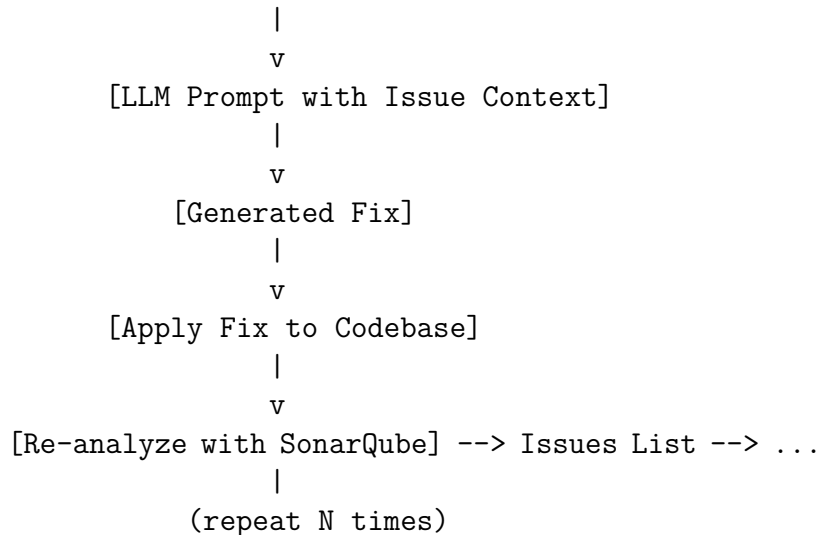 |
v
[LLM Prompt with Issue Context]
|
v
[Generated Fix]
|
v
[Apply Fix to Codebase]
|
v
[Re-analyze with SonarQube] --> Issues List --> ...
|
(repeat N times)